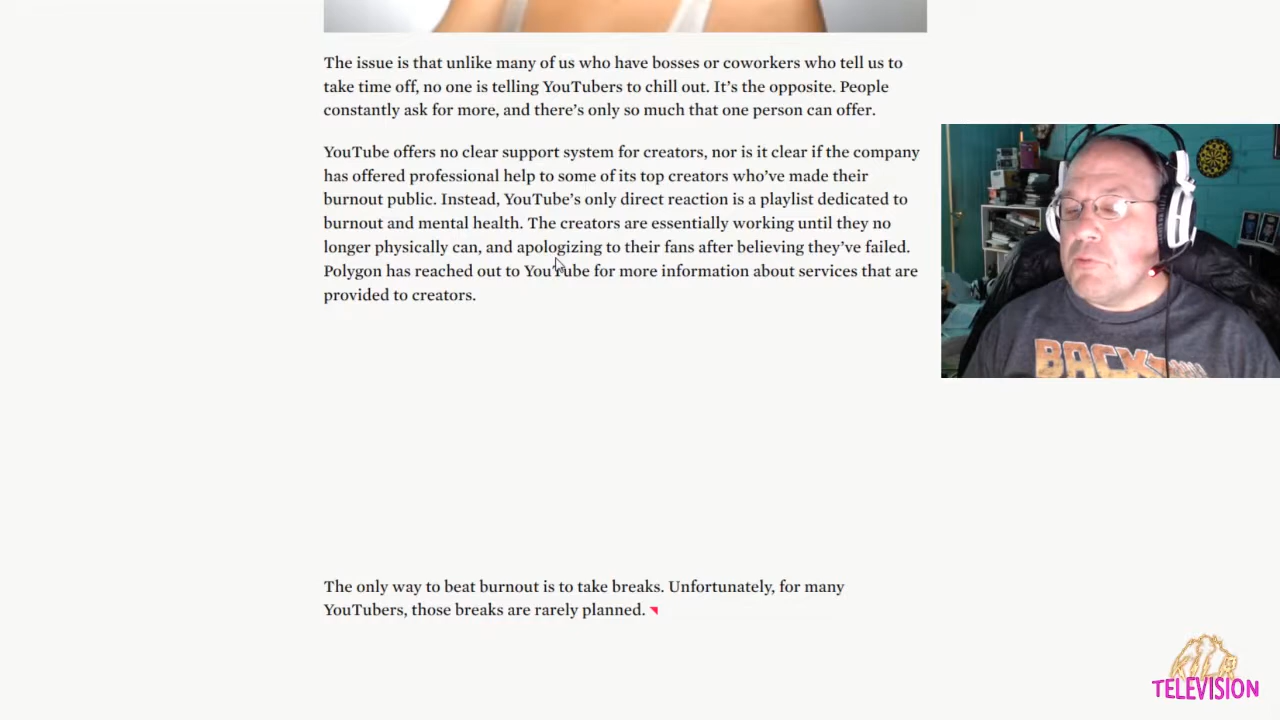 The issue is that unlike many of us who have bosses or coworkers who tell us to
take time off, no one is telling YouTubers to chill out. It’s the opposite. People
constantly ask for more, and there’s only so much that one person can offer.
YouTube offers no clear support system for creators, nor is it clear if the company
has offered professional help to some of its top creators who’ve made their
burnout public. Instead, YouTube’s only direct reaction is a playlist dedicated to
burnout and mental health. The creators are essentially working until they no
longer physically can, and apologizing to their fans after believing they’ve failed.
Polygon has reached out to YouTube for more information about services that are
provided to creators.
BACK
The only way to beat burnout is to take breaks. Unfortunately, for many
YouTubers, those breaks are rarely planned.
KILR
TELEVISION